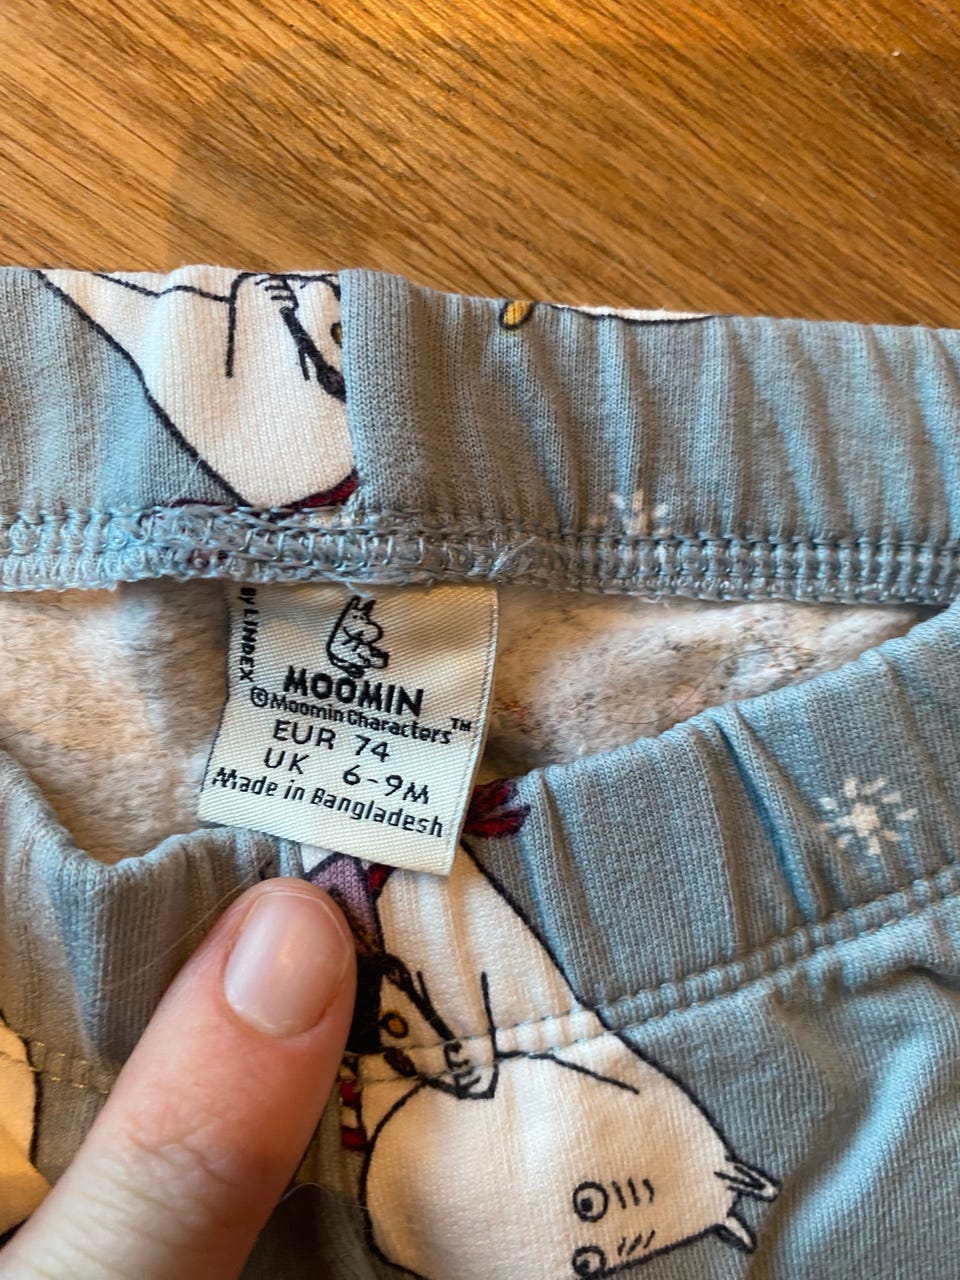 BY LINDEX
MOOMIN
©Moomin Characters™
EUR 74
UK 6-9M
Made in Bangladesh